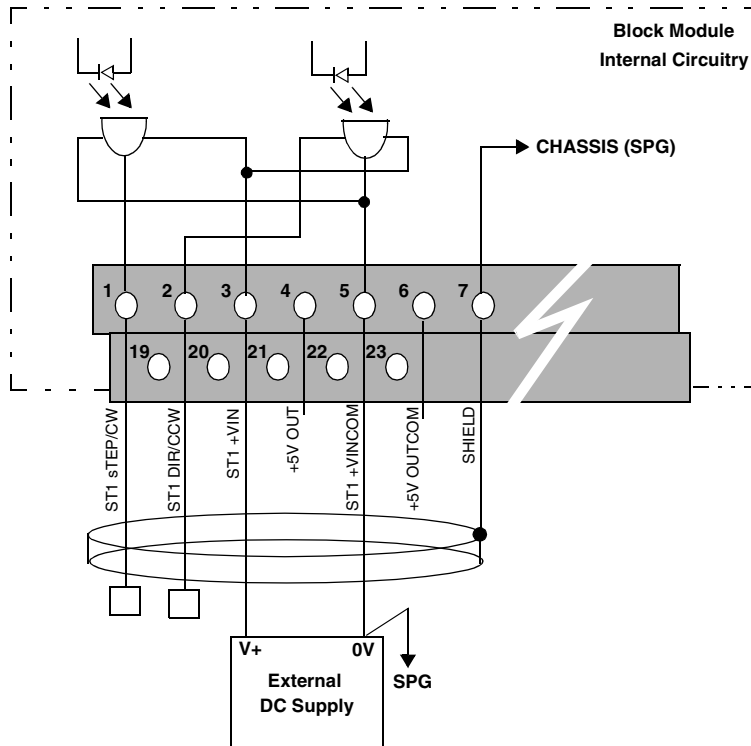 Block Module
Internal Circuitry
CHASSIS (SPG)
1 2 3 4 5 6 7
19 20 21 22 23
ST1 sTEP/CW
ST1 DIR/CCW
ST1 +VIN
+5V OUT
ST1 +VINCOM
+5V OUTCOM
SHIELD
V+ 0V
External
DC Supply
SPG